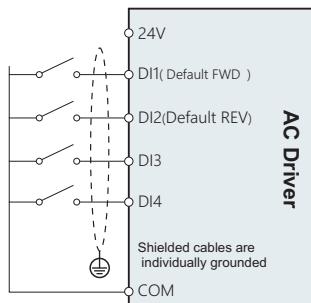 24V
DI1( Default FWD )
DI2(Default REV)
DI3
DI4
Shielded cables are
individually grounded
COM
AC Driver